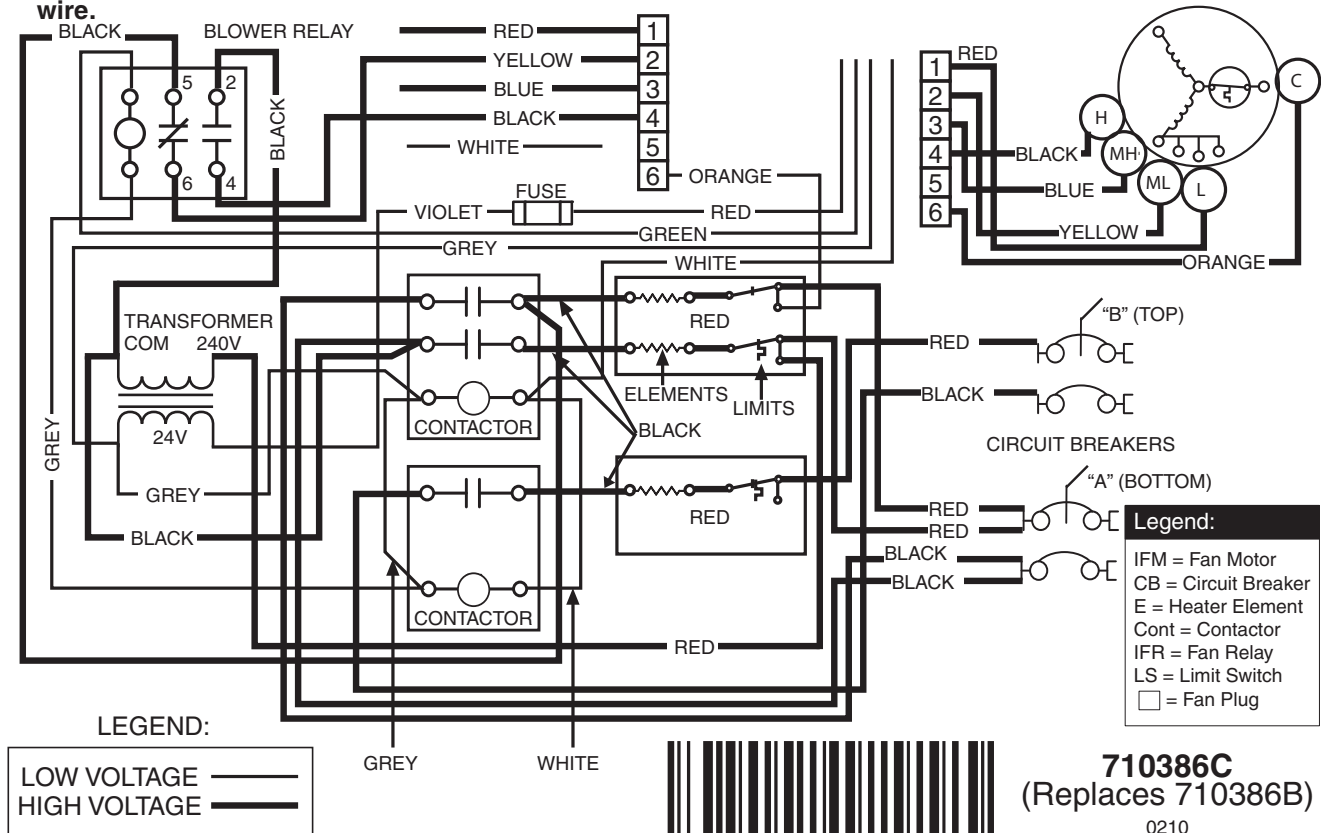 wire.
BLACK
BLOWER RELAY
RED
1
YELLOW
2
BLUE
3
BLACK
4
WHITE
5
6
ORANGE
5
2
6
4
BLACK
VIOLET
FUSE
RED
GREEN
GREY
WHITE
1
RED
2
3
4
BLACK
5
BLUE
6
YELLOW
ORANGE
H
MH
ML
L
C
TRANSFORMER
COM 240V
24V
GREY
GREY
BLACK
CONTACTOR
CONTACTOR
RED
ELEMENTS
LIMITS
BLACK
RED
RED
GREY
WHITE
RED
"B" (TOP)
BLACK
CIRCUIT BREAKERS
"A" (BOTTOM)
RED
RED
BLACK
BLACK
Legend:
IFM = Fan Motor
CB = Circuit Breaker
E = Heater Element
Cont = Contactor
IFR = Fan Relay
LS = Limit Switch
= Fan Plug
LEGEND:
LOW VOLTAGE
HIGH VOLTAGE
710386C
(Replaces 710386B)
0210